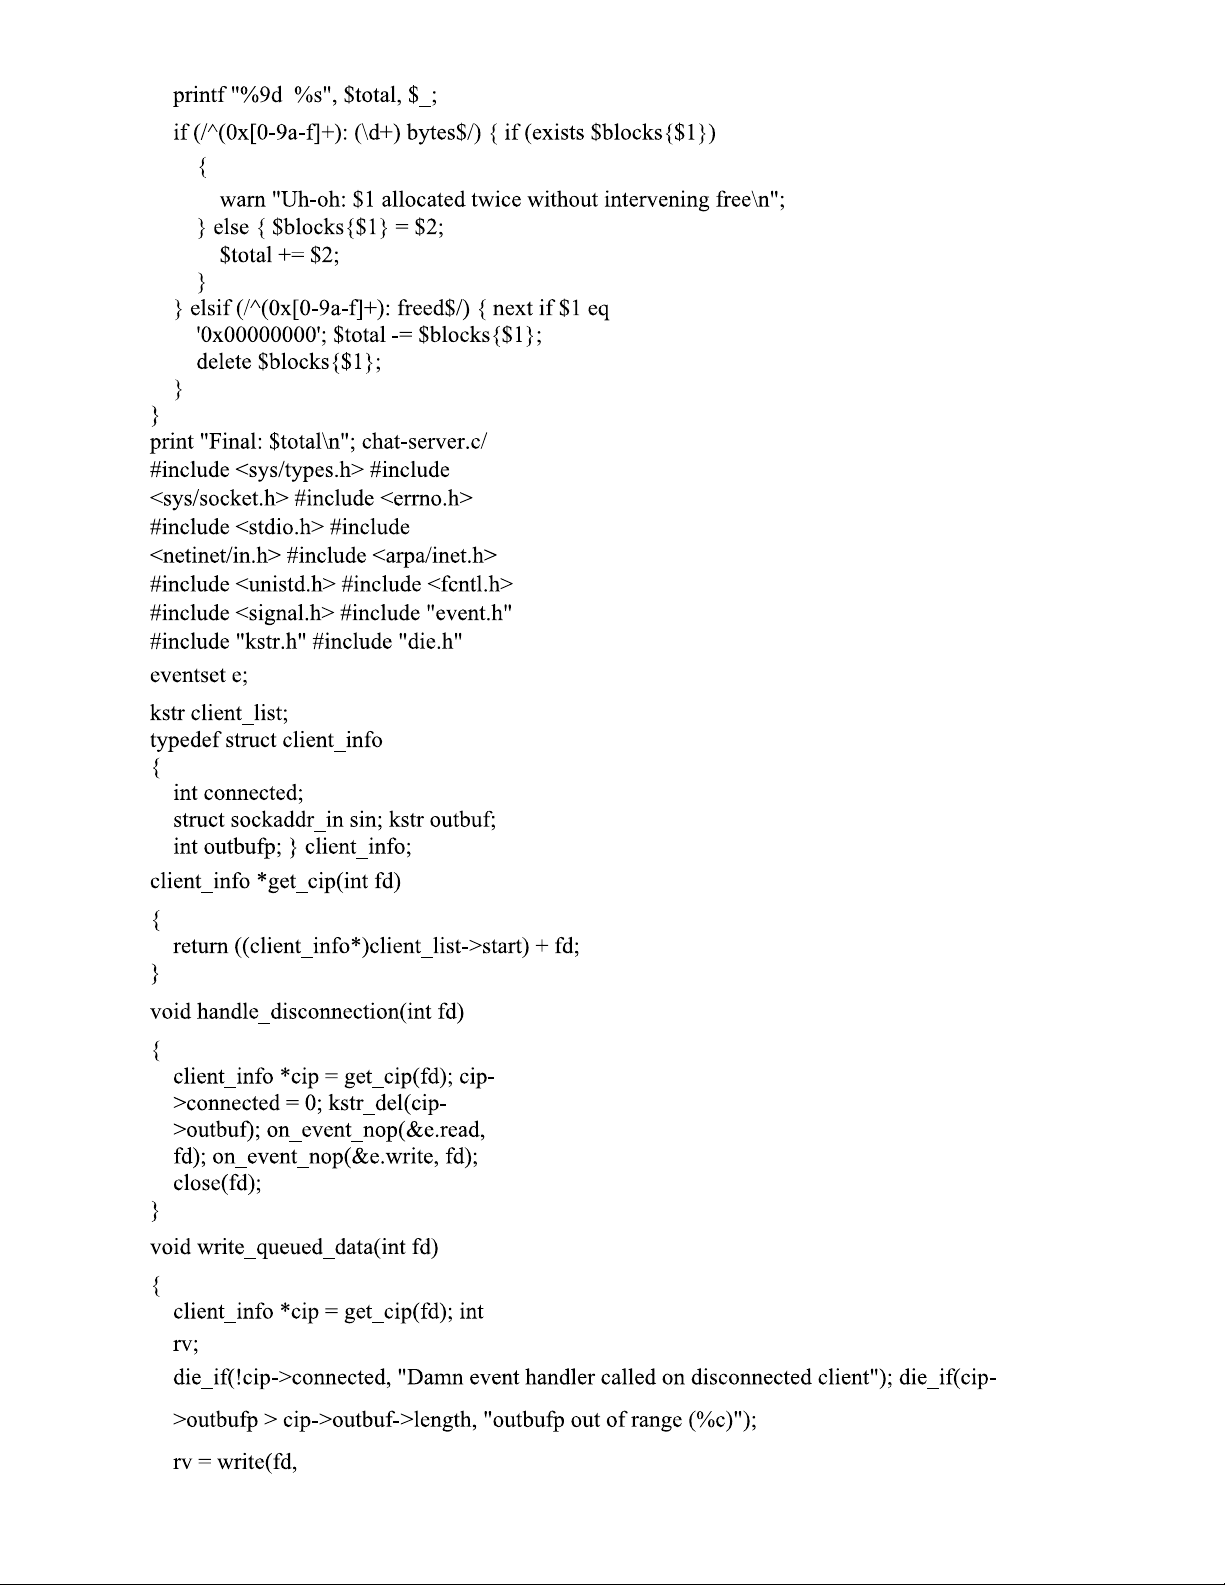 printf "%9d  %s", $total, $_;
if (/^(0x[0-9a-f]+): (\d+) bytes$/) { if (exists $blocks{$1})
{
warn "Uh-oh: $1 allocated twice without intervening free\n";
} else { $blocks{$1} = $2;
$total += $2;
}
} elsif (/^(0x[0-9a-f]+): freed$/) { next if $1 eq
'0x00000000'; $total -= $blocks{$1};
delete $blocks{$1};
}
}
print "Final: $total\n"; chat-server.c/
#include <sys/types.h> #include
<sys/socket.h> #include <errno.h>
#include <stdio.h> #include
<netinet/in.h> #include <arpa/inet.h>
#include <unistd.h> #include <fcntl.h>
#include <signal.h> #include "event.h"
#include "kstr.h" #include "die.h"
eventset e;
kstr client_list;
typedef struct client_info
{
int connected;
struct sockaddr_in sin; kstr outbuf;
int outbufp; } client_info;
client_info *get_cip(int fd)
{
return ((client_info*)client_list->start) + fd;
}
void handle_disconnection(int fd)
{
client_info *cip = get_cip(fd); cip-
>connected = 0; kstr_del(cip-
>outbuf); on_event_nop(&e.read,
fd); on_event_nop(&e.write, fd);
close(fd);
}
void write_queued_data(int fd)
{
client_info *cip = get_cip(fd); int
rv;
die_if(!cip->connected, "Damn event handler called on disconnected client"); die_if(cip-
>outbufp > cip->outbuf->length, "outbufp out of range (%c)");
rv = write(fd,